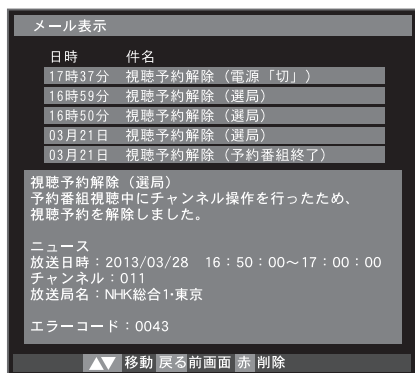 メール表示
日時 件名
17時37分 視聴予約解除（電源「切」）
16時59分 視聴予約解除（選局）
16時50分 視聴予約解除（選局）
03月21日 視聴予約解除（選局）
03月21日 視聴予約解除（予約番組終了）
視聴予約解除（選局）
予約番組視聴中にチャンネル操作を行ったため、
視聴予約を解除しました。
ニュース
放送日時：2013/03/28 16：50：00～17：00：00
チャンネル：011
放送局名：NHK総合1・東京
エラーコード：0043
▲▼ 移動 戻る 前画面 赤 削除